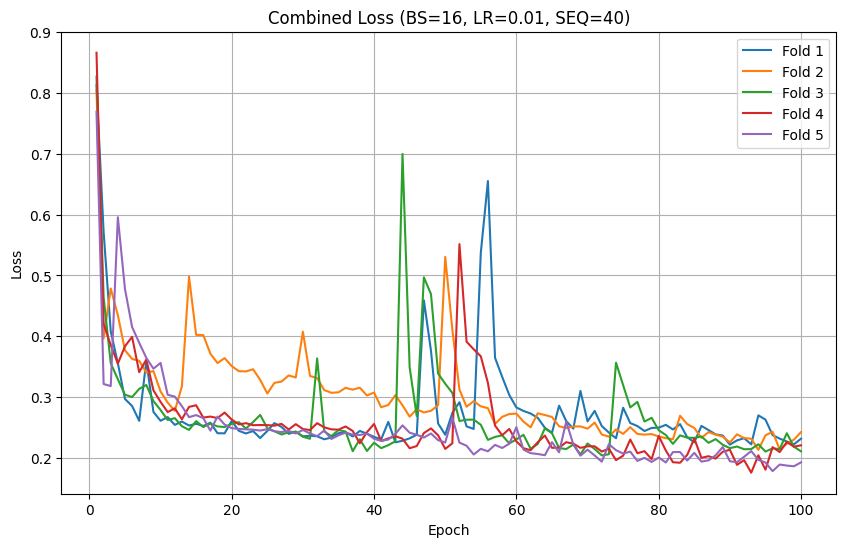 Combined Loss (BS=16, LR=0.01, SEQ=40)
Fold 1
Fold 2
Fold 3
Fold 4
Fold 5
Loss
0.9
0.8
0.7
0.6
0.5
0.4
0.3
0.2
0
20
40
60
80
100
Epoch